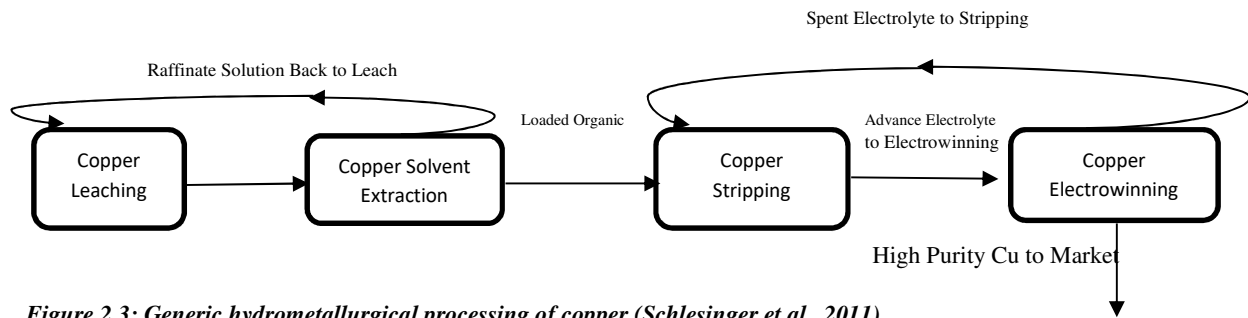 Spent Electrolyte to Stripping
Raffinate Solution Back to Leach
Copper
Leaching
Copper Solvent
Extraction
Loaded Organic
Copper
Stripping
Advance Electrolyte
to Electrowinning
Copper
Electrowinning
High Purity Cu to Market
Figure 2.3: Generic hydrometallurgical processing of copper (Schlesinger et al., 2011)